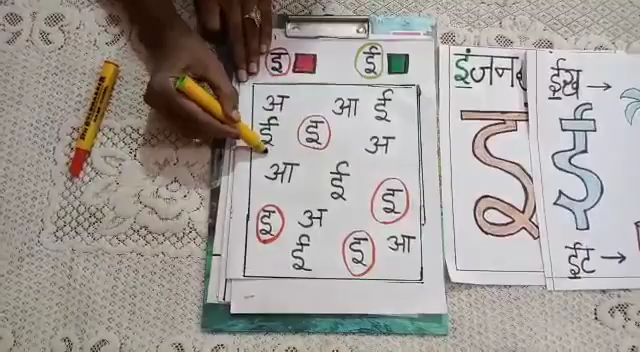 इ ई
अ आ ई
ई इ अ
आ ई इ
इ अ
ई इ आ
इंजन
इ
ईख →
ई
ईंट →